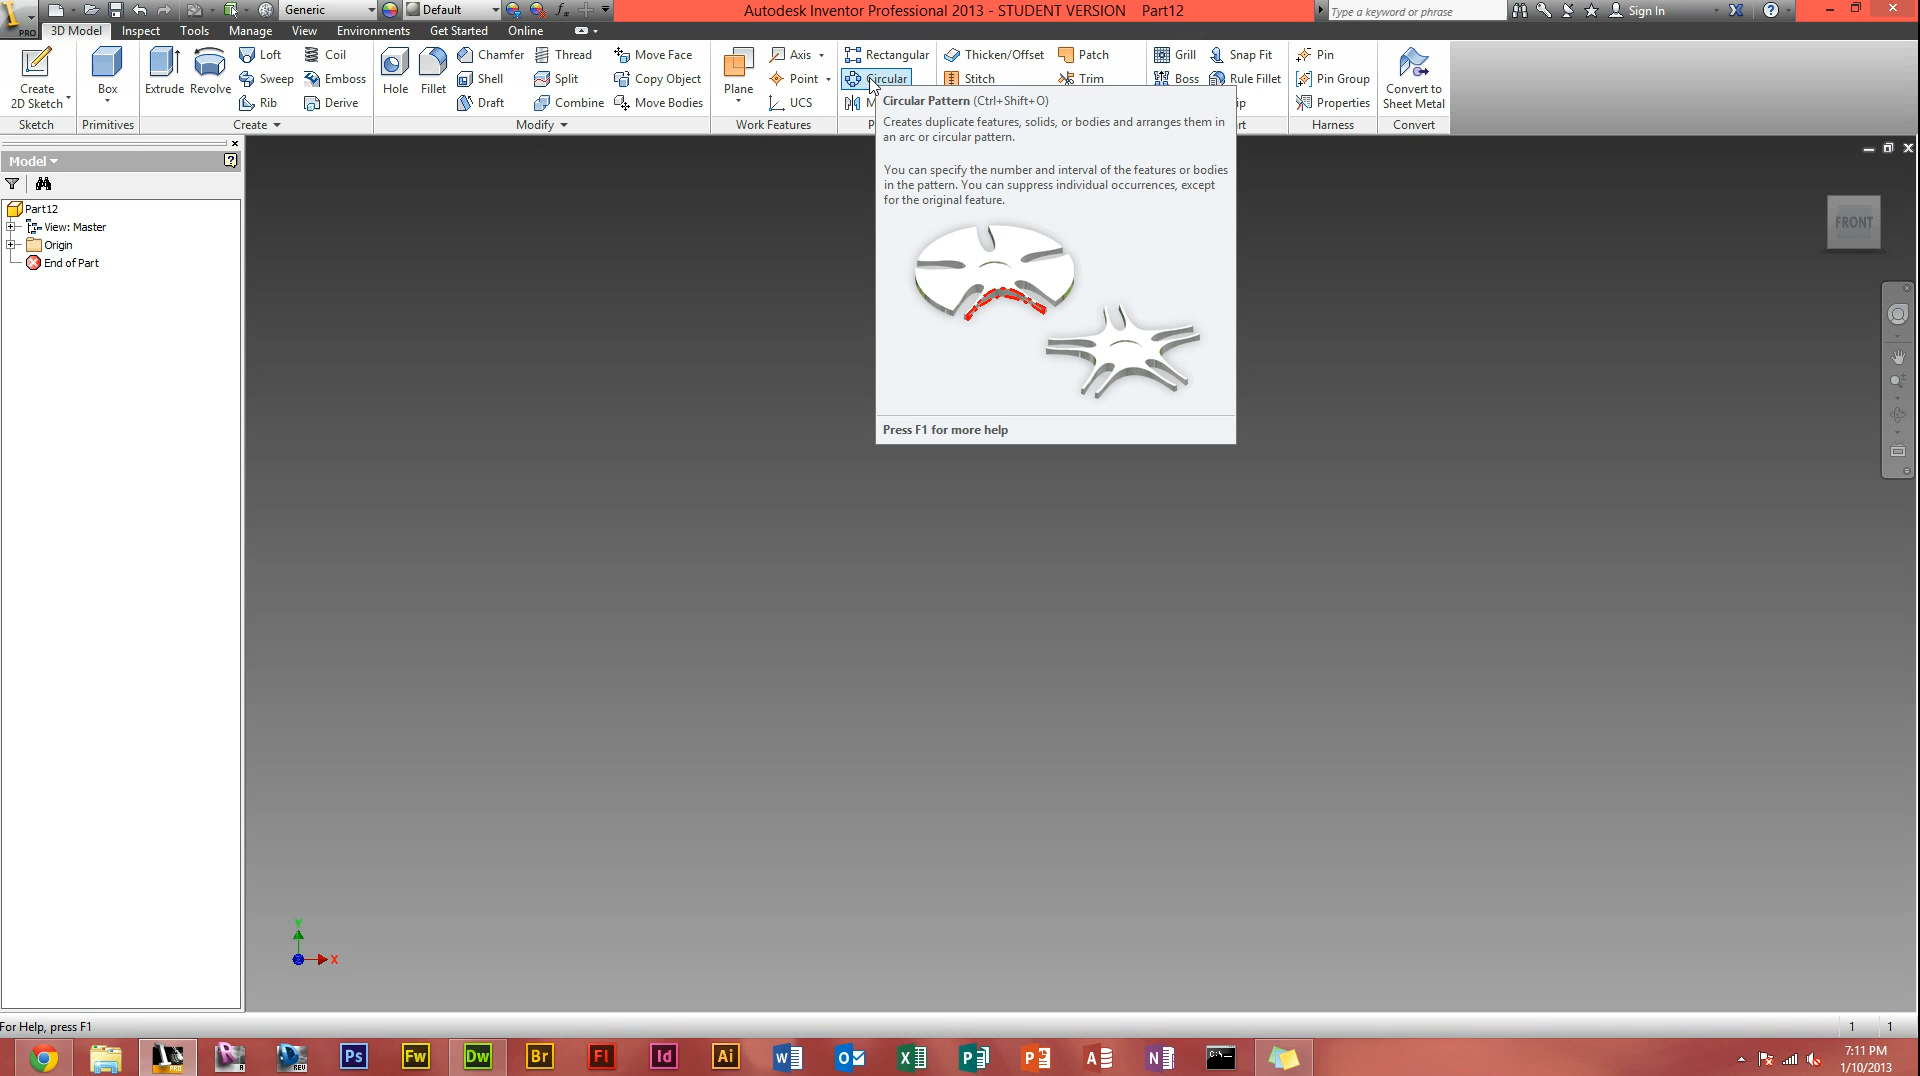 Generic
Default
Autodesk Inventor Professional 2013 - STUDENT VERSION Part12
Type a keyword or phrase
Sign In
PRO
3D Model Inspect Tools Manage View Environments Get Started Online
Create
2D Sketch
Sketch
Box
Primitives
Extrude Revolve
Loft Coil
Sweep Emboss
Rib Derive
Create
Hole Fillet
Chamfer Thread Move Face
Shell Split Copy Object
Draft Combine Move Bodies
Modify
Plane
Axis
Point
UCS
Work Features
Rectangular
Circular
M
P
Thicken/Offset Patch
Stitch Trim
Grill Snap Fit
Boss Rule Fillet
ip
rt
Pin
Pin Group
Properties
Harness
Convert to
Sheet Metal
Convert
Circular Pattern (Ctrl+Shift+O)
Creates duplicate features, solids, or bodies and arranges them in
an arc or circular pattern.
You can specify the number and interval of the features or bodies
in the pattern. You can suppress individual occurrences, except
for the original feature.
Press F1 for more help
Model
Part12
View: Master
Origin
End of Part
FRONT
Y
X
For Help, press F1
1 1
PRO
REV
Ps
Fw
Dw
Br
Fl
Id
Ai
7:11 PM
1/10/2013